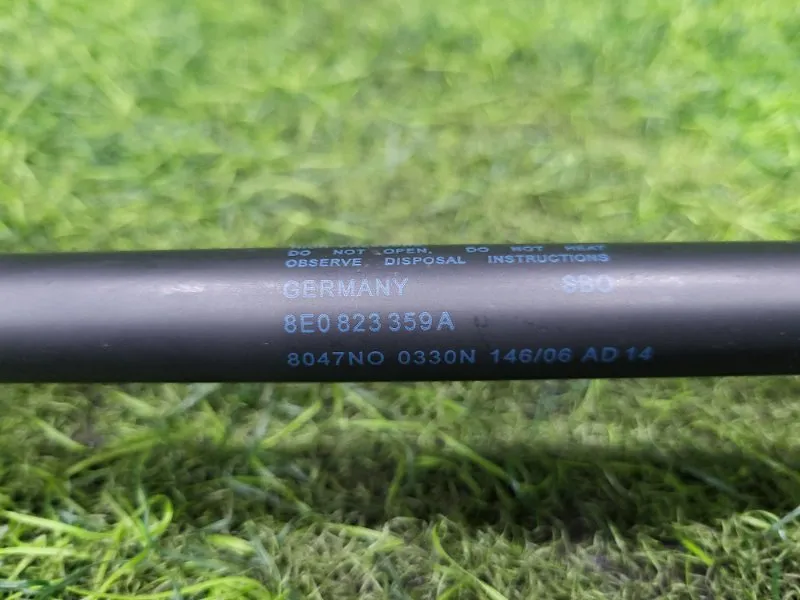 DO NOT OPEN, DO NOT HEAT
OBSERVE DISPOSAL INSTRUCTIONS
GERMANY SBO
8E0 823 359 A
8047NO 0330N 146/06 AD 14